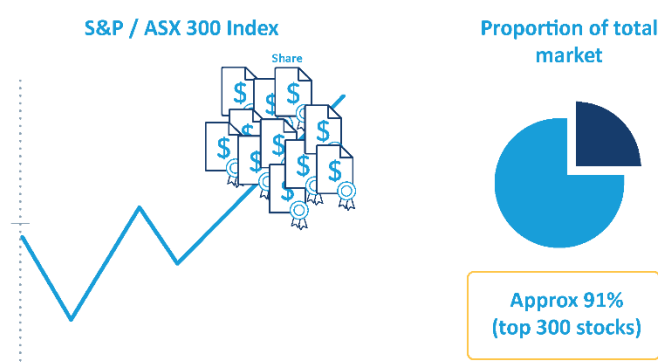 S&P / ASX 300 Index
Share
$
$
$
$
$
$
$
$
$
$
$
Proportion of total
market
Approx 91%
(top 300 stocks)